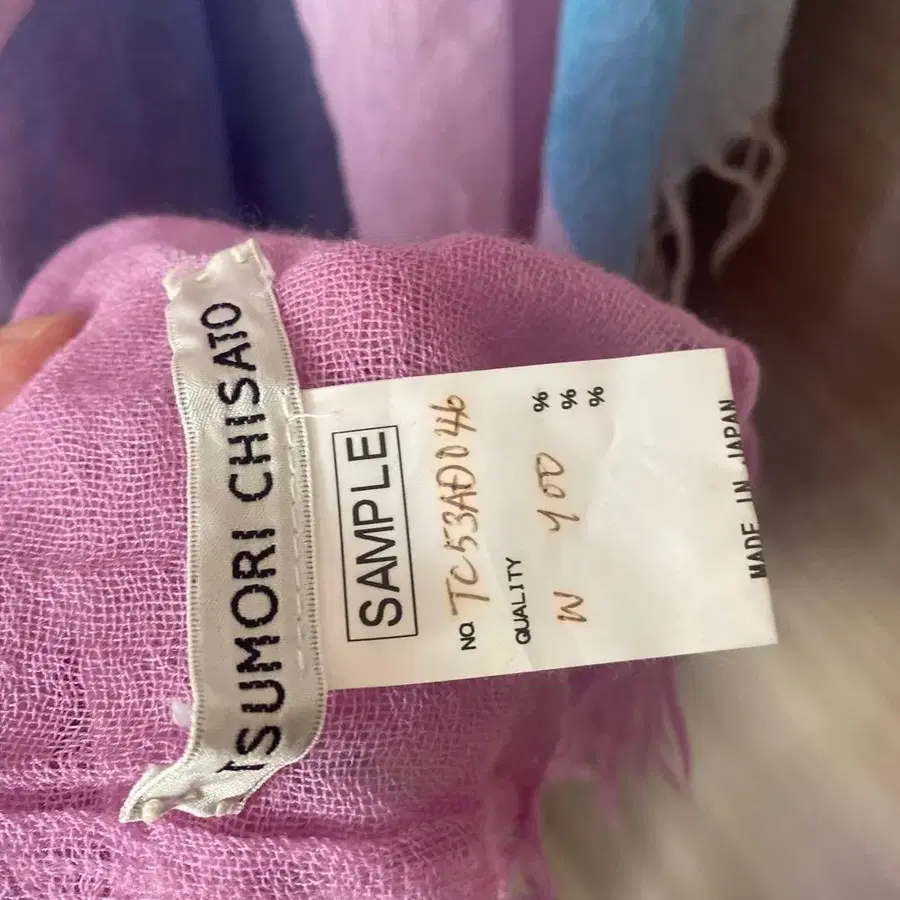 TSUMORI CHISATO
SAMPLE
NO. TC53AD046
QUALITY
W 100 %
%
%
MADE IN JAPAN